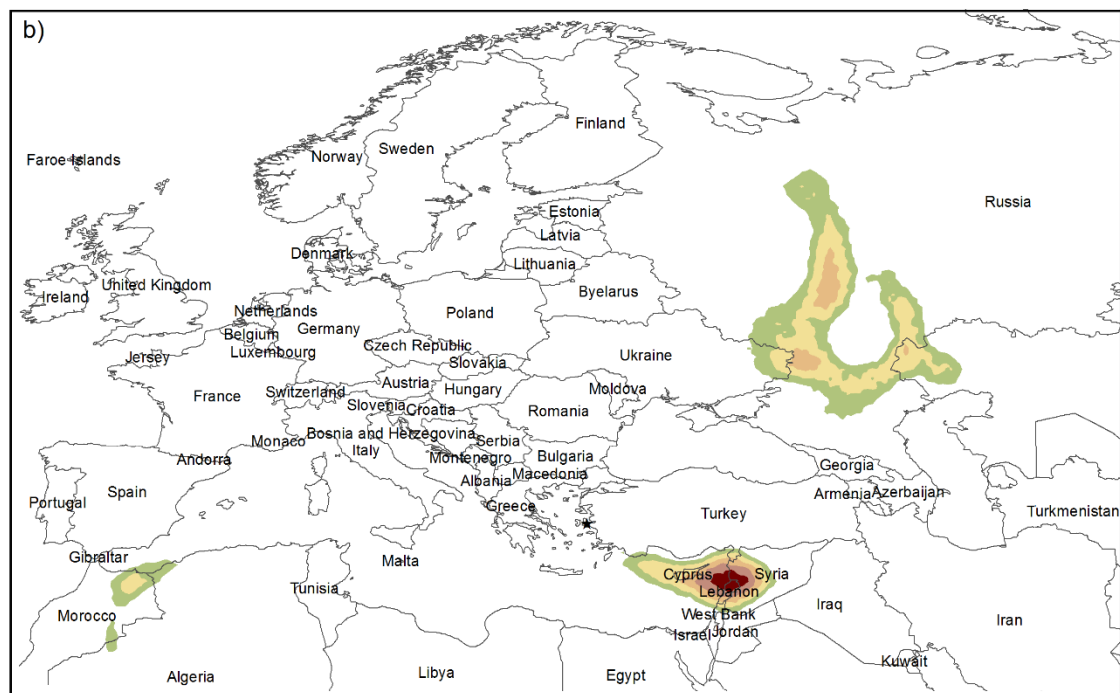 b)
Finland
Norway
Sweden
Faroe Islands
Russia
Estonia
Latvia
Denmark
Lithuania
United Kingdom
Byelarus
Ireland
Netherlands
Poland
Germany
Belgium
Czech Republic
Luxembourg
Jersey
Ukraine
Slovakia
Austria
Hungary
Moldova
France
Switzerland
Slovenia
Croatia
Romania
Bosnia and Herzegovina
Serbia
Monaco
Italy
Bulgaria
Montenegro
Andorra
Georgia
Macedonia
Albania
Spain
Armenia
Azerbaijan
Portugal
Greece
Turkey
Turkmenistan
Gibraltar
Malta
Cyprus
Syria
Tunisia
Lebanon
Iraq
Morocco
West Bank
Iran
Israel
Jordan
Kuwait
Algeria
Libya
Egypt